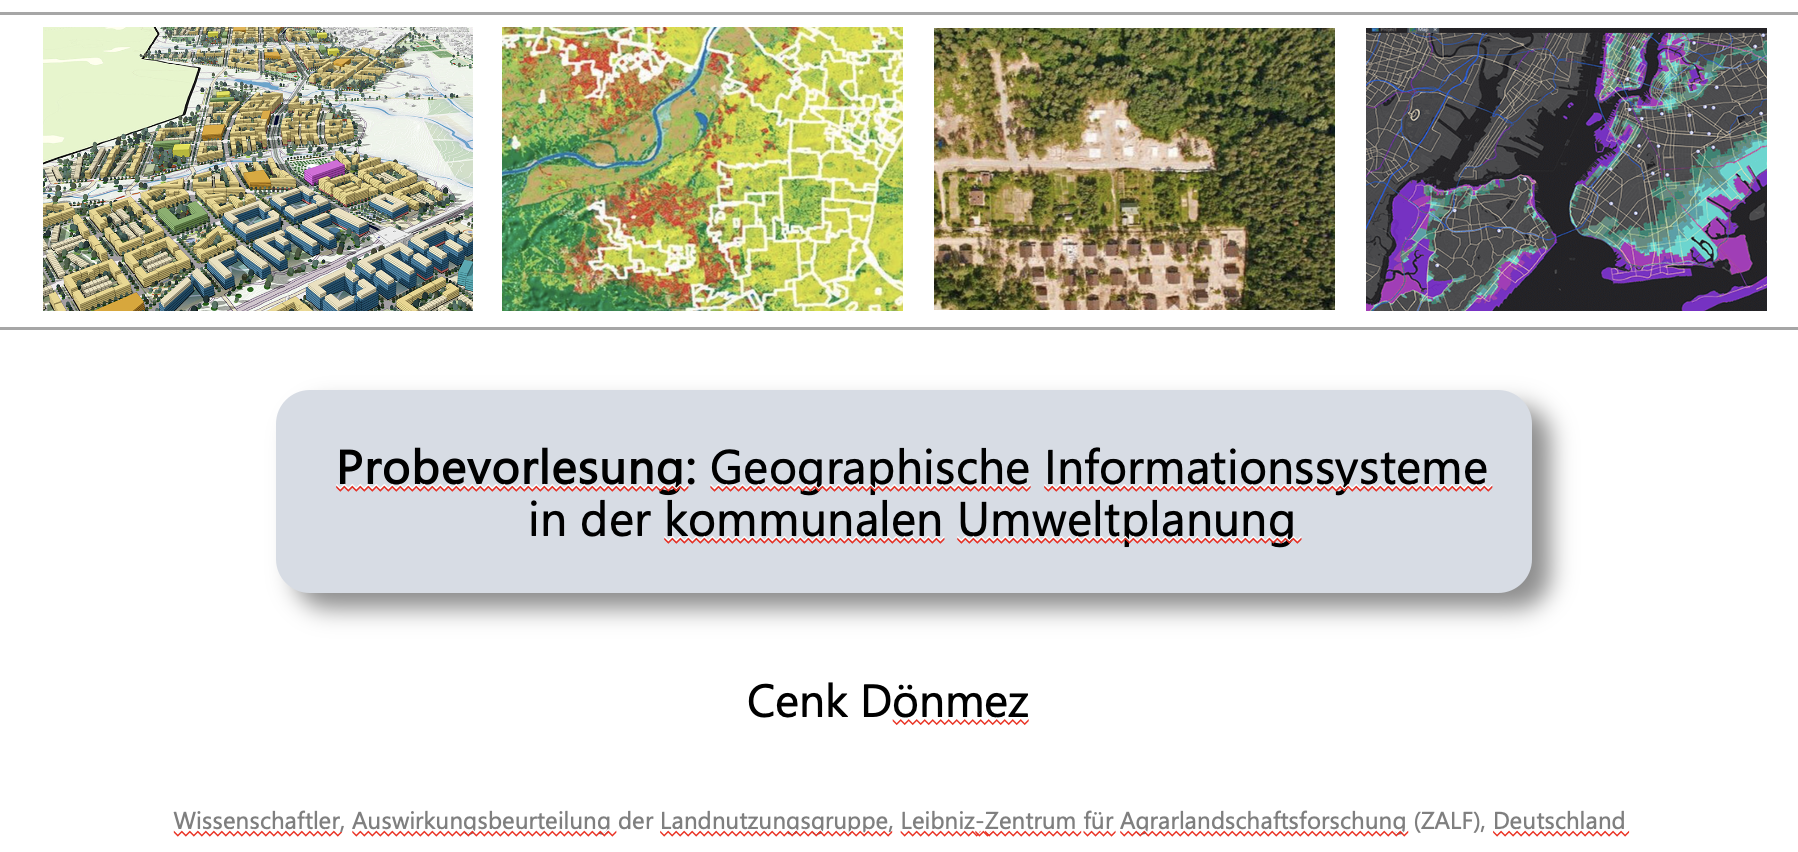 Probevorlesung: Geographische Informationssysteme
in der kommunalen Umweltplanung
Cenk Dönmez
Wissenschaftler, Auswirkungsbeurteilung der Landnutzungsgruppe, Leibniz-Zentrum für Agrarlandschaftsforschung (ZALF), Deutschland